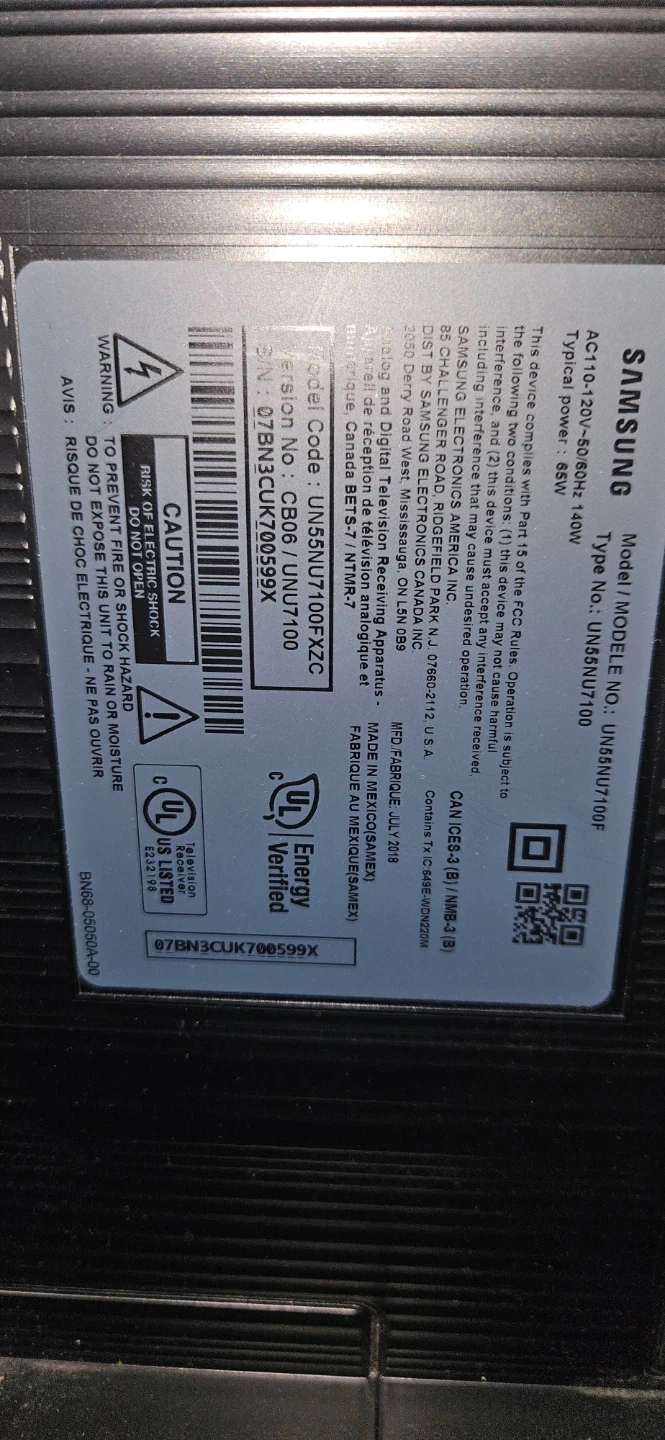 SAMSUNG
Model / MODELE NO.: UN55NU7100F
Type No.: UN55NU7100
AC110-120V~50/60Hz 140W
Typical power : 65W
This device complies with Part 15 of the FCC Rules. Operation is subject to
the following two conditions: (1) this device may not cause harmful
interference, and (2) this device must accept any interference received,
including interference that may cause undesired operation.
SAMSUNG ELECTRONICS AMERICA INC.
85 CHALLENGER ROAD, RIDGEFIELD PARK N.J. 07660-2112, U.S.A.
DIST BY SAMSUNG ELECTRONICS CANADA INC.
2050 Derry Road West, Mississauga, ON L5N 0B9
CAN ICES-3 (B) / NMB-3 (B)
Contains Tx IC:649E-WDN220M
Analog and Digital Television Receiving Apparatus -
Appareil de réception de télévision analogique et
numérique, Canada BETS-7 / NTMR-7
MFD./FABRIQUE: JULY 2018
MADE IN MEXICO(SAMEX)
FABRIQUE AU MEXIQUE(SAMEX)
Model Code : UN55NU7100FXZC
Version No : CB06 / UNU7100
S/N : 07BN3CUK700599X
c UL Energy
Verified
CAUTION
RISK OF ELECTRIC SHOCK
DO NOT OPEN
c UL US LISTED
Television
Receiver
E232198
07BN3CUK700599X
WARNING : TO PREVENT FIRE OR SHOCK HAZARD
DO NOT EXPOSE THIS UNIT TO RAIN OR MOISTURE
AVIS : RISQUE DE CHOC ELECTRIQUE - NE PAS OUVRIR
BN68-05050A-00